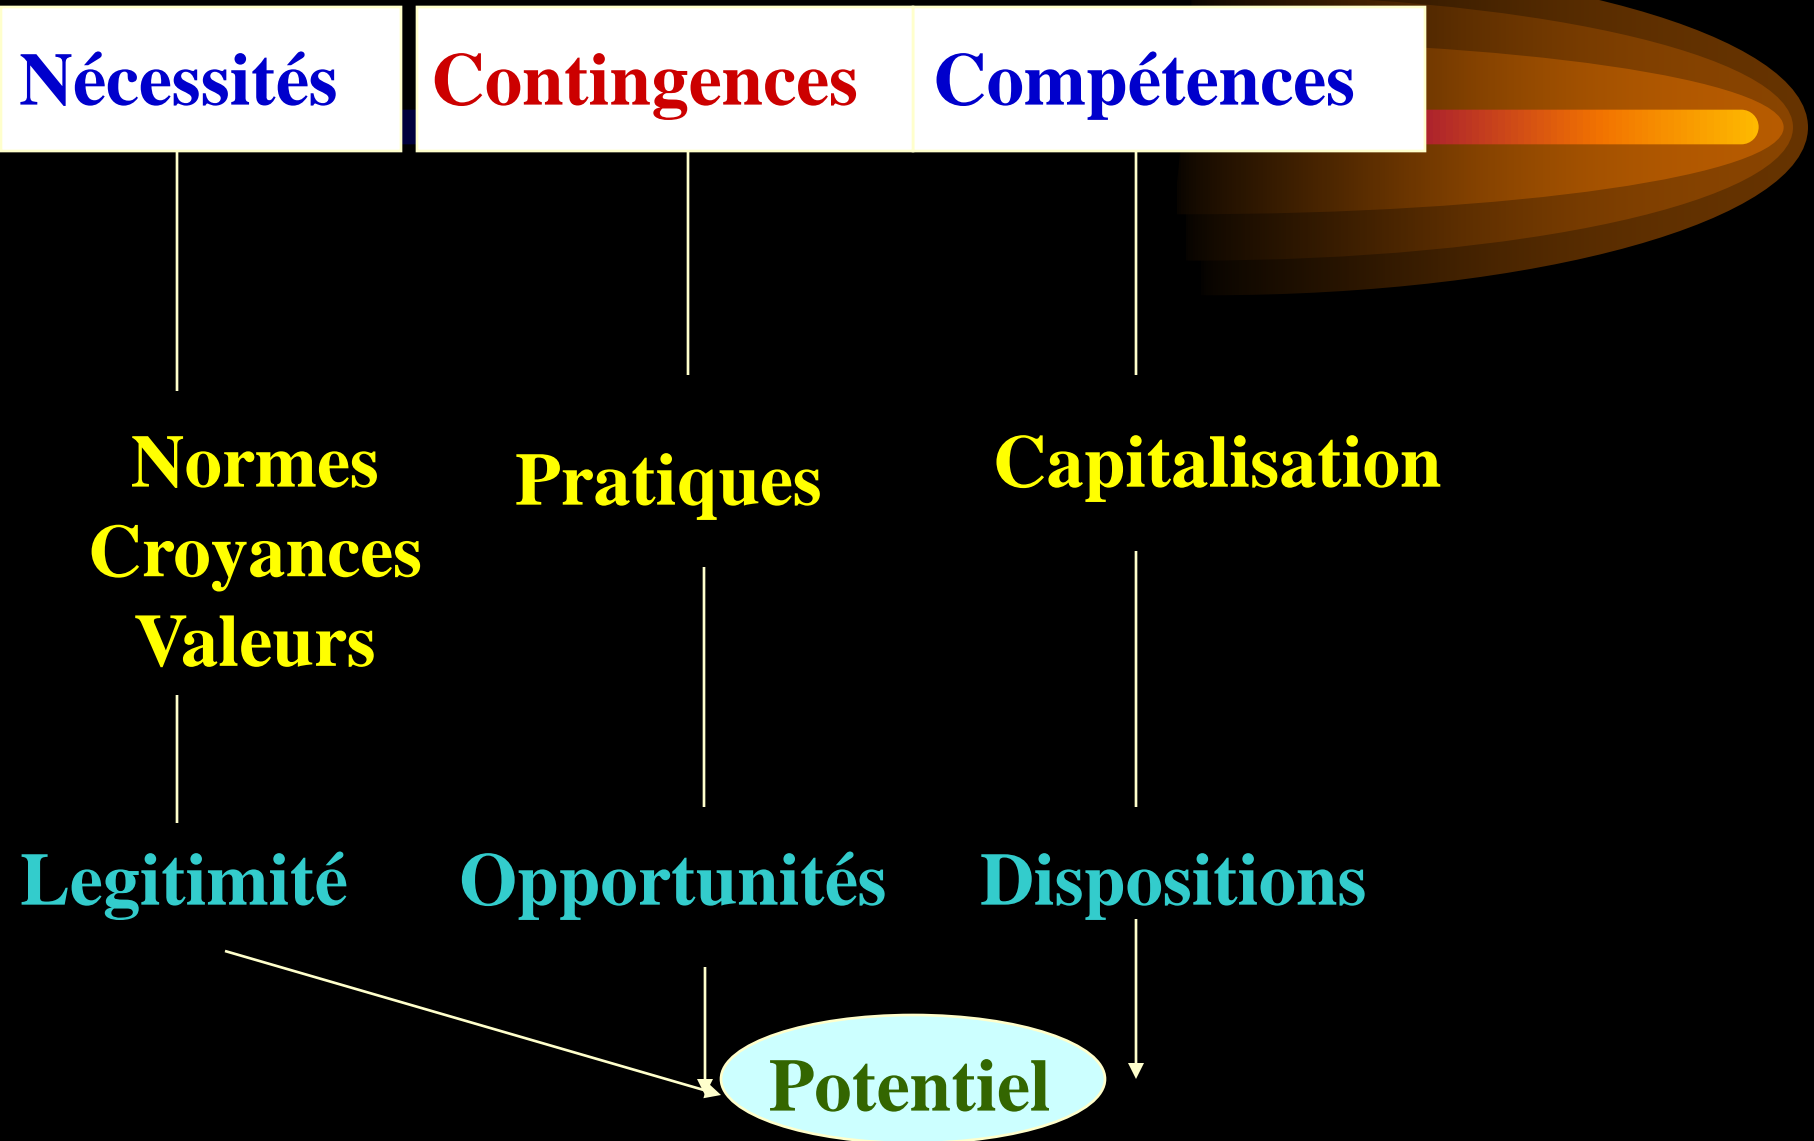 Nécessités
Contingences
Compétences
Normes
Croyances
Valeurs
Pratiques
Capitalisation
Legitimité
Opportunités
Dispositions
Potentiel